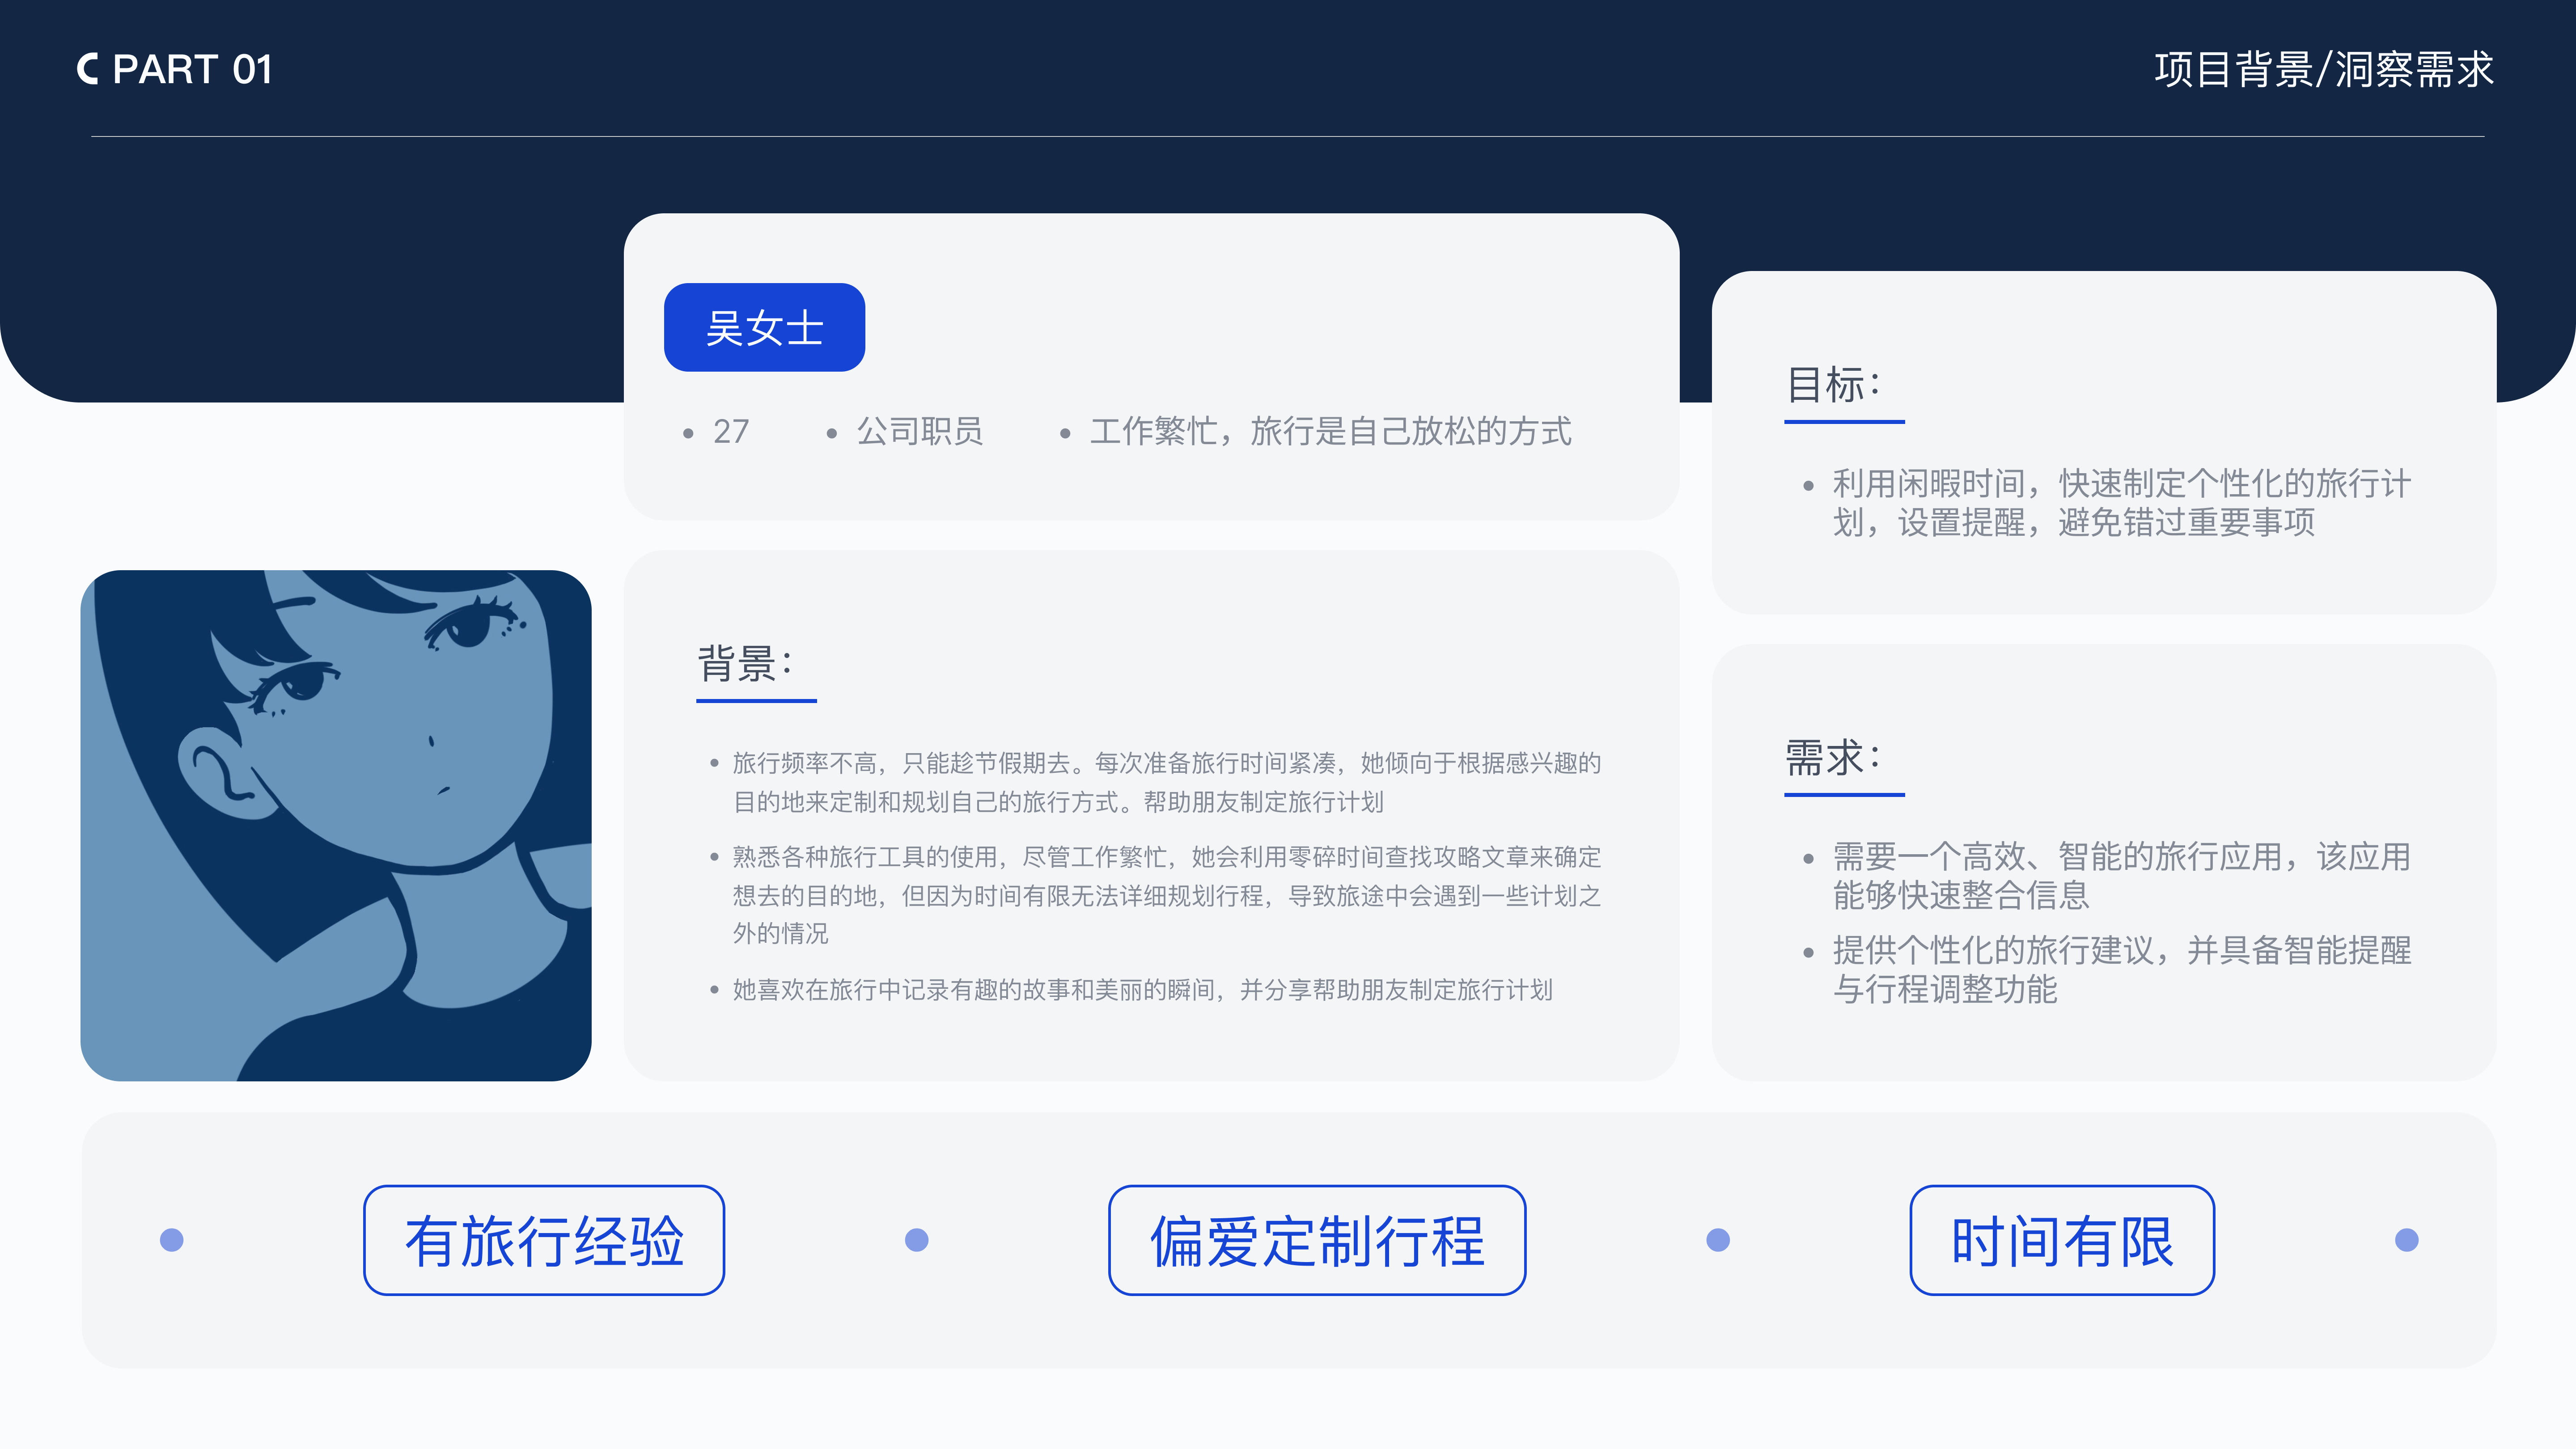 PART 01
项目背景/洞察需求
吴女士
• 27
• 公司职员
• 工作繁忙，旅行是自己放松的方式
背景：
• 旅行频率不高，只能趁节假期去。每次准备旅行时间紧凑，她倾向于根据感兴趣的
目的地来定制和规划自己的旅行方式。帮助朋友制定旅行计划
• 熟悉各种旅行工具的使用，尽管工作繁忙，她会利用零碎时间查找攻略文章来确定
想去的目的地，但因为时间有限无法详细规划行程，导致旅途中会遇到一些计划之
外的情况
• 她喜欢在旅行中记录有趣的故事和美丽的瞬间，并分享帮助朋友制定旅行计划
目标：
• 利用闲暇时间，快速制定个性化的旅行计
划，设置提醒，避免错过重要事项
需求：
• 需要一个高效、智能的旅行应用，该应用
能够快速整合信息
• 提供个性化的旅行建议，并具备智能提醒
与行程调整功能
有旅行经验
偏爱定制行程
时间有限